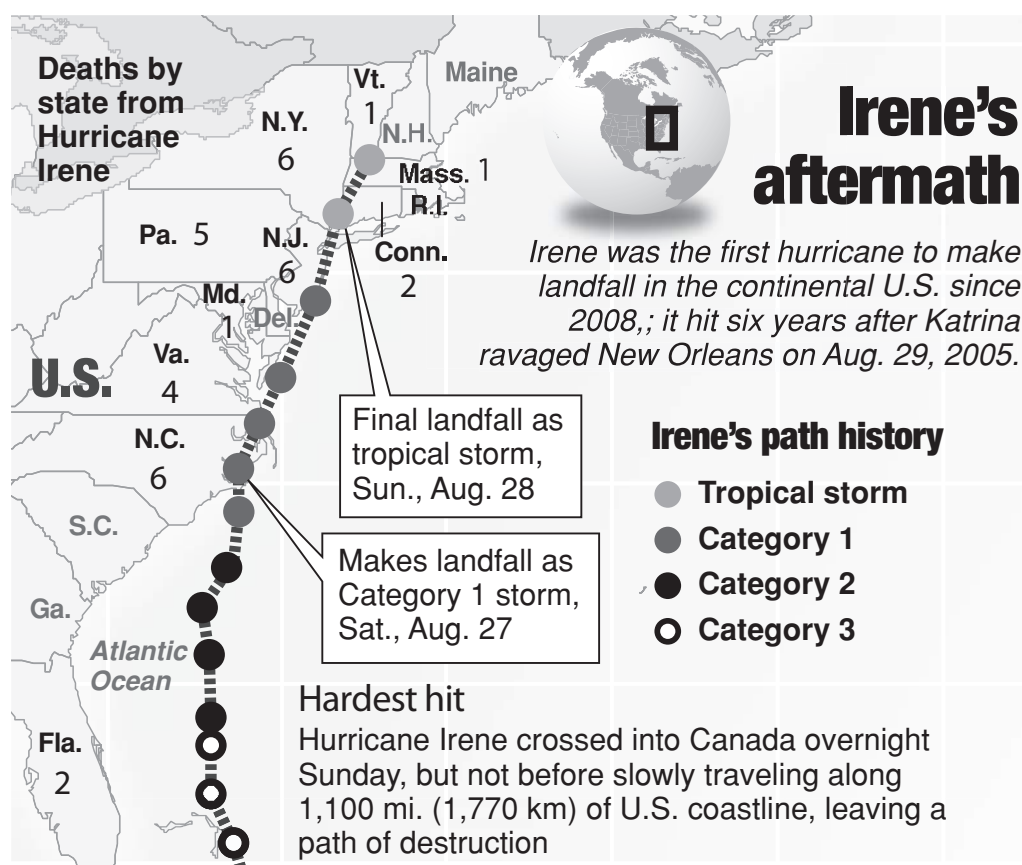 Deaths by
state from
Hurricane
Irene
Vt.
1
Maine
N.Y.
6
N.H.
Mass. 1
R.I.
Pa. 5
N.J.
6
Conn.
2
Md.
1
Del.
Va.
4
U.S.
N.C.
6
S.C.
Ga.
Atlantic
Ocean
Fla.
2
Irene's
aftermath
Irene was the first hurricane to make
landfall in the continental U.S. since
2008,; it hit six years after Katrina
ravaged New Orleans on Aug. 29, 2005.
Final landfall as
tropical storm,
Sun., Aug. 28
Makes landfall as
Category 1 storm,
Sat., Aug. 27
Irene's path history
Tropical storm
Category 1
Category 2
Category 3
Hardest hit
Hurricane Irene crossed into Canada overnight
Sunday, but not before slowly traveling along
1,100 mi. (1,770 km) of U.S. coastline, leaving a
path of destruction